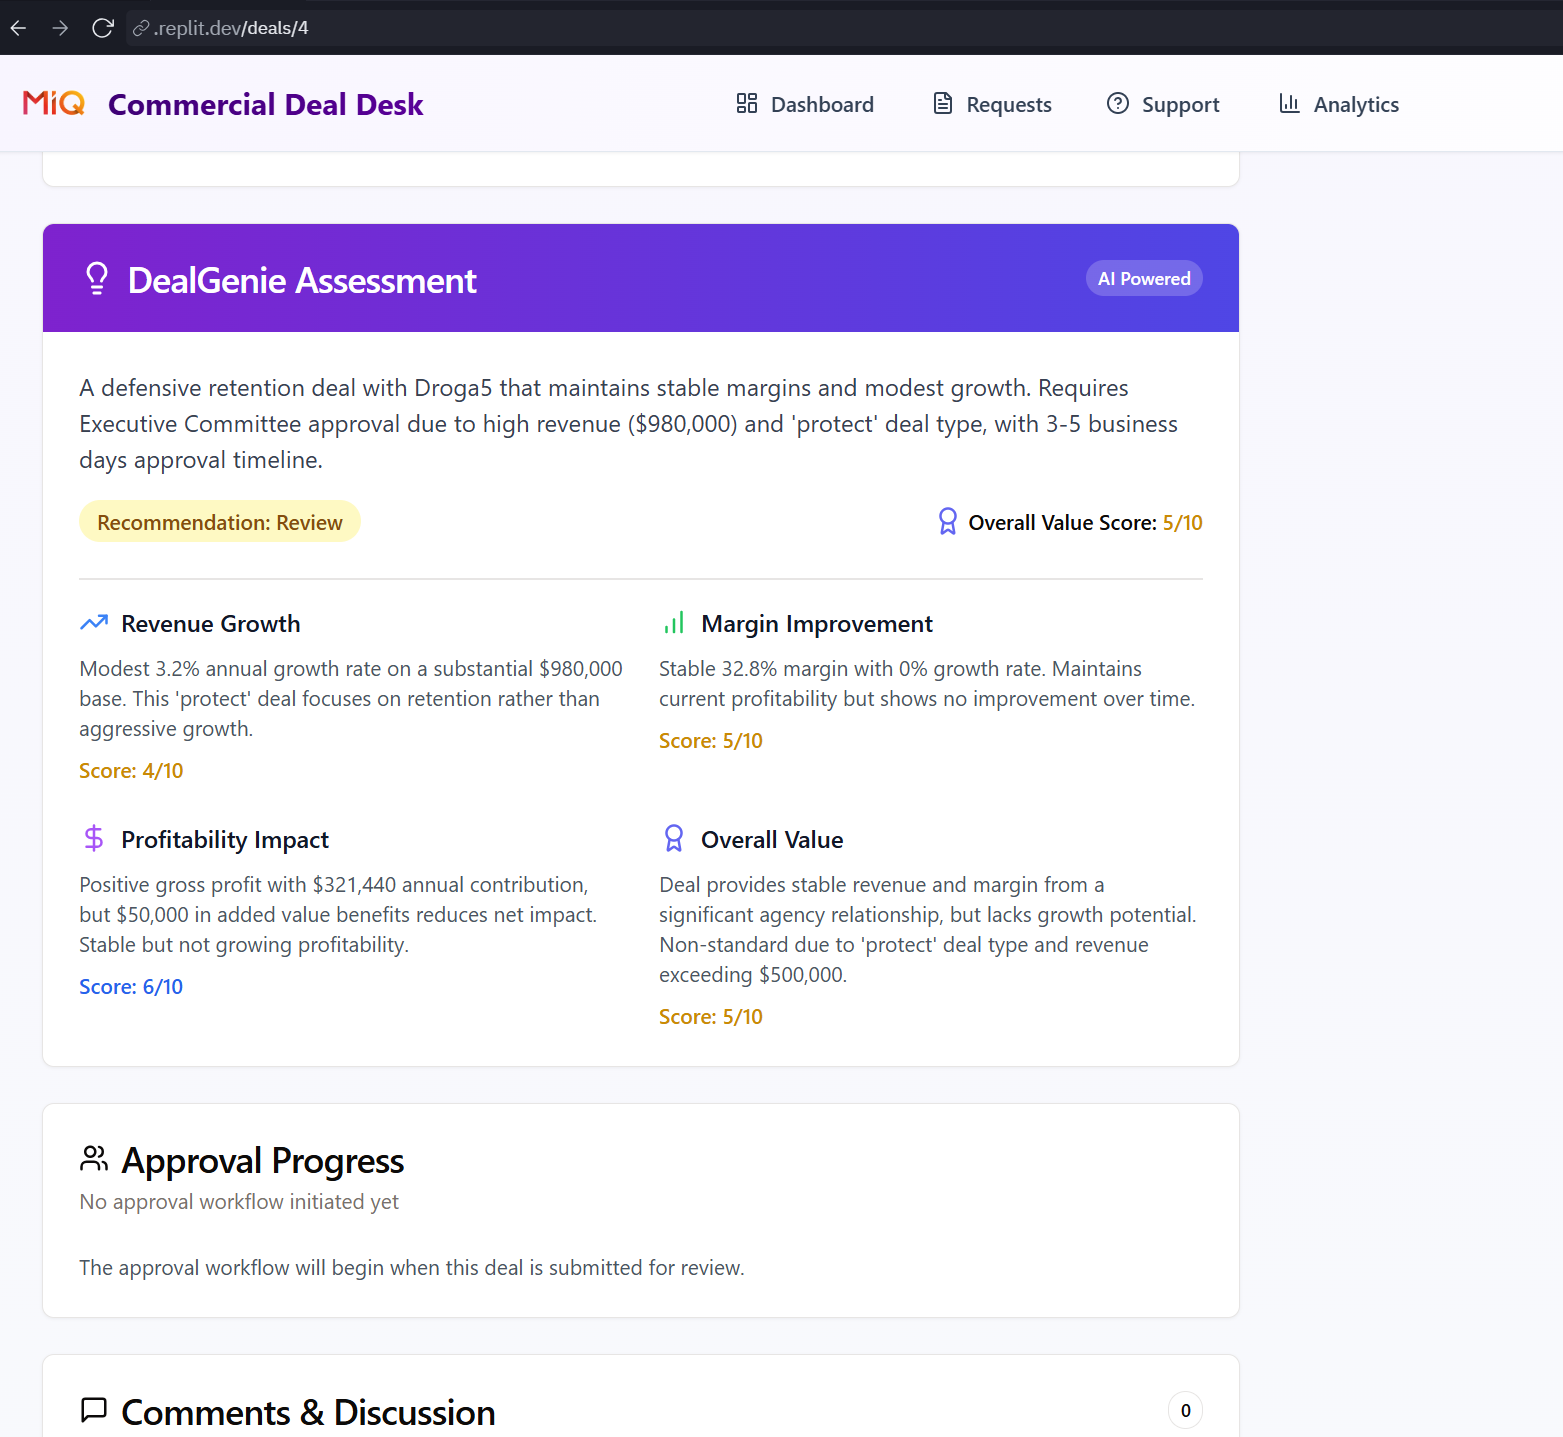 .replit.dev/deals/4
MiQ Commercial Deal Desk Dashboard Requests Support Analytics
DealGenie Assessment AI Powered
A defensive retention deal with Droga5 that maintains stable margins and modest growth. Requires
Executive Committee approval due to high revenue ($980,000) and 'protect' deal type, with 3-5 business
days approval timeline.
Recommendation: Review Overall Value Score: 5/10
Revenue Growth
Modest 3.2% annual growth rate on a substantial $980,000
base. This 'protect' deal focuses on retention rather than
aggressive growth.
Score: 4/10
Margin Improvement
Stable 32.8% margin with 0% growth rate. Maintains
current profitability but shows no improvement over time.
Score: 5/10
Profitability Impact
Positive gross profit with $321,440 annual contribution,
but $50,000 in added value benefits reduces net impact.
Stable but not growing profitability.
Score: 6/10
Overall Value
Deal provides stable revenue and margin from a
significant agency relationship, but lacks growth potential.
Non-standard due to 'protect' deal type and revenue
exceeding $500,000.
Score: 5/10
Approval Progress
No approval workflow initiated yet
The approval workflow will begin when this deal is submitted for review.
Comments & Discussion 0